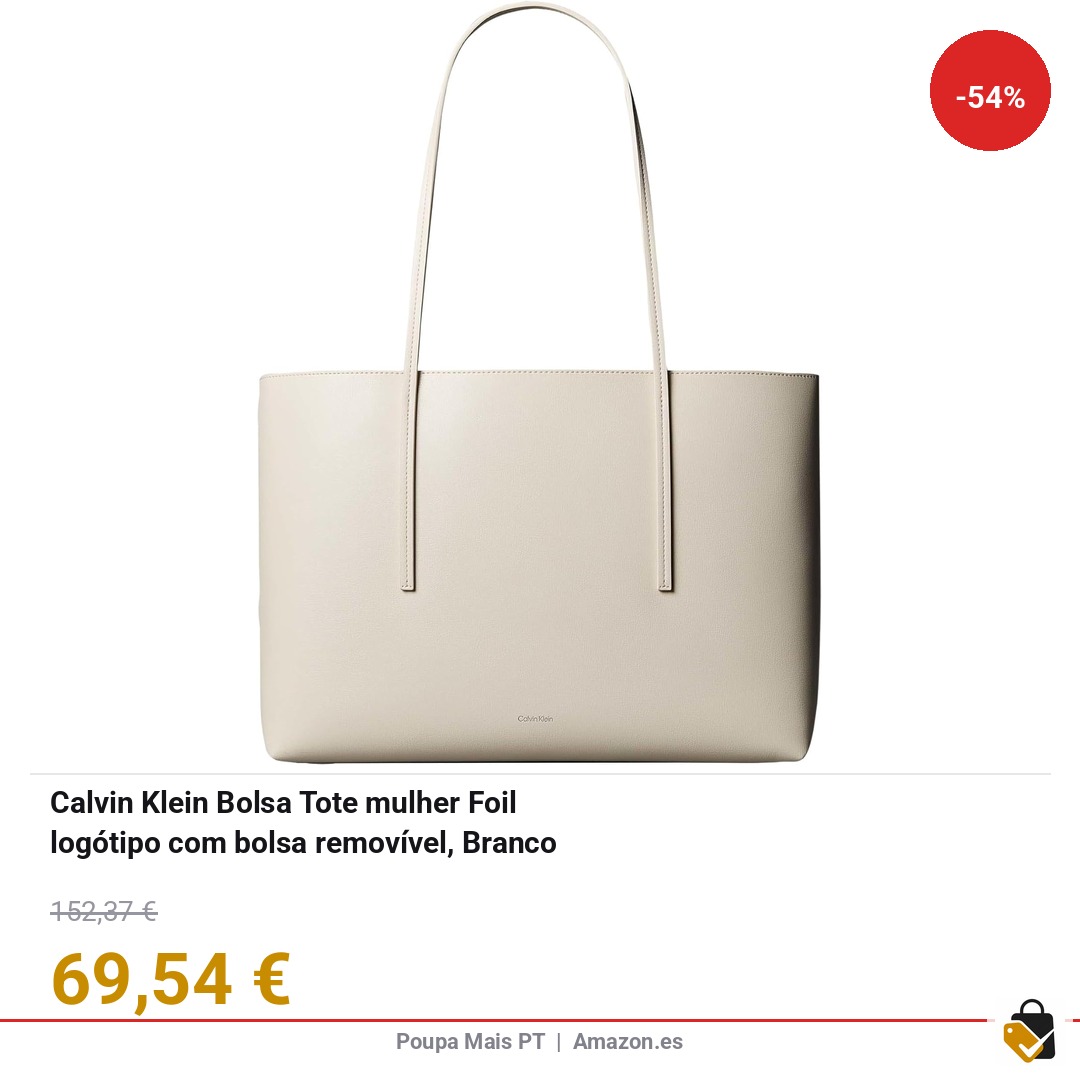 -54%
CalvinKlein
Calvin Klein Bolsa Tote mulher Foil
logótipo com bolsa removível, Branco
152,37 €
69,54 €
Poupa Mais PT | Amazon.es